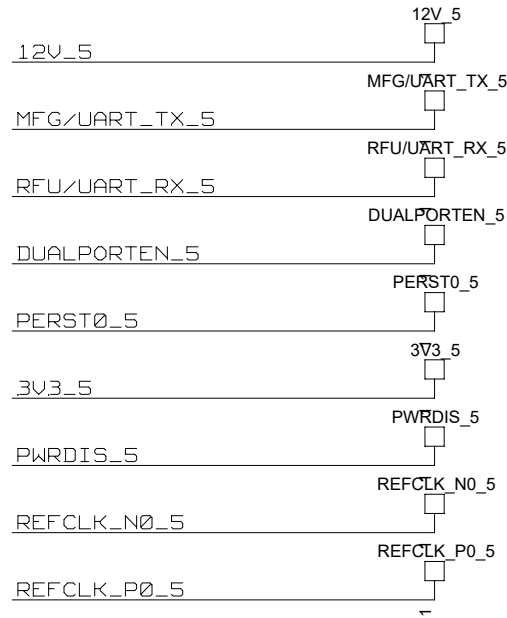 12V_5
12V_5
MFG/UART_TX_5
MFG/UART_TX_5
RFU/UART_RX_5
RFU/UART_RX_5
DUALPORTEN_5
DUALPORTEN_5
PERST0_5
PERST0_5
3V3_5
3V3_5
PWRDIS_5
PWRDIS_5
REFCLK_N0_5
REFCLK_N0_5
REFCLK_P0_5
REFCLK_P0_5
1